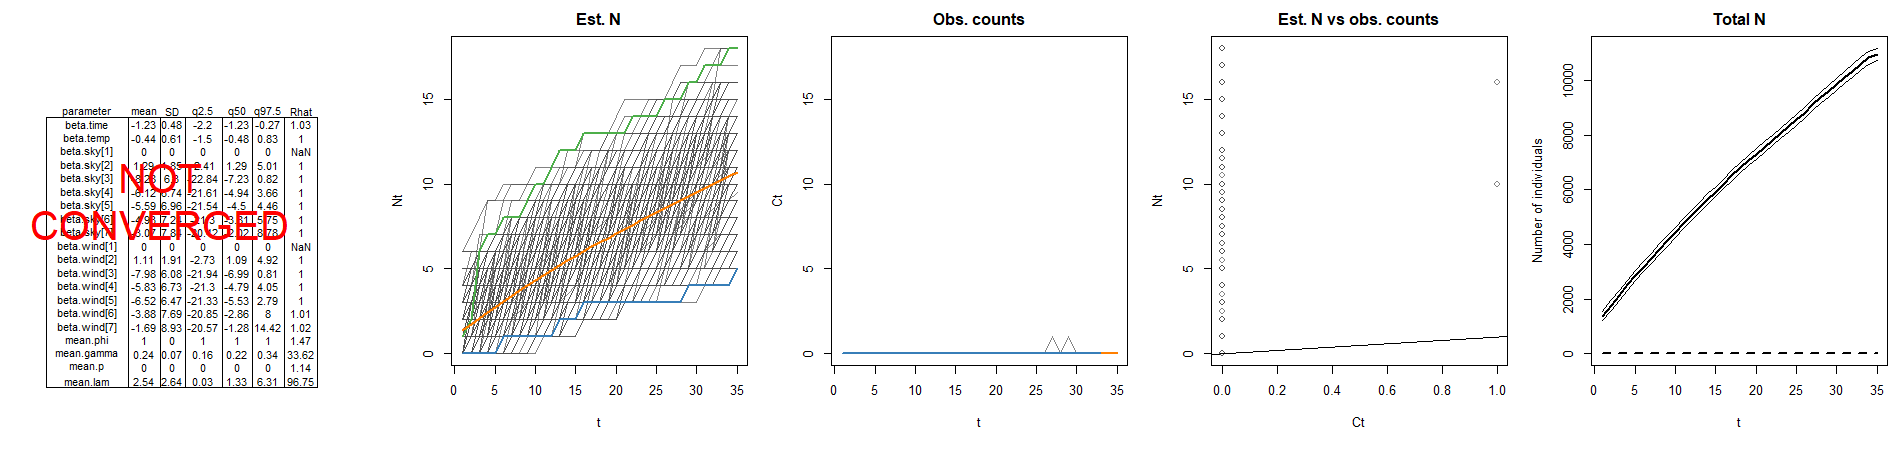 parameter mean SD q2.5 q50 q97.5 Rhat
beta.time -1.23 0.48 -2.2 -1.23 -0.27 1.03
beta.temp -0.44 0.61 -1.5 -0.48 0.83 1
beta.sky[1] 0 0 0 0 0 NaN
beta.sky[2] 1.29 1.85 -2.41 1.29 5.01 1
beta.sky[3] -22.84 -7.23 0.82 1
beta.sky[4] -6.12 6.74 -21.61 -4.94 3.66 1
beta.sky[5] -5.59 6.96 -21.54 -4.5 4.46 1
beta.sky[6] 5.75 1
8.78 1
beta.wind[1] 0 0 0 0 0 NaN
beta.wind[2] 1.11 1.91 -2.73 1.09 4.92 1
beta.wind[3] -7.98 6.08 -21.94 -6.99 0.81 1
beta.wind[4] -5.83 6.73 -21.3 -4.79 4.05 1
beta.wind[5] -6.52 6.47 -21.33 -5.53 2.79 1
beta.wind[6] -3.88 7.69 -20.85 -2.86 8 1.01
beta.wind[7] -1.69 8.93 -20.57 -1.28 14.42 1.02
mean.phi 1 0 1 1 1 1.47
mean.gamma 0.24 0.07 0.16 0.22 0.34 33.62
mean.p 0 0 0 0 0 1.14
mean.lam 2.54 2.64 0.03 1.33 6.31 96.75
NOT
CONVERGED
Est. N
Nt
15
10
5
0
0 5 10 15 20 25 30 35
t
Obs. counts
Ct
15
10
5
0
0 5 10 15 20 25 30 35
t
Est. N vs obs. counts
Nt
15
10
5
0
0.0 0.2 0.4 0.6 0.8 1.0
Ct
Total N
Number of individuals
10000
8000
6000
4000
2000
0
0 5 10 15 20 25 30 35
t